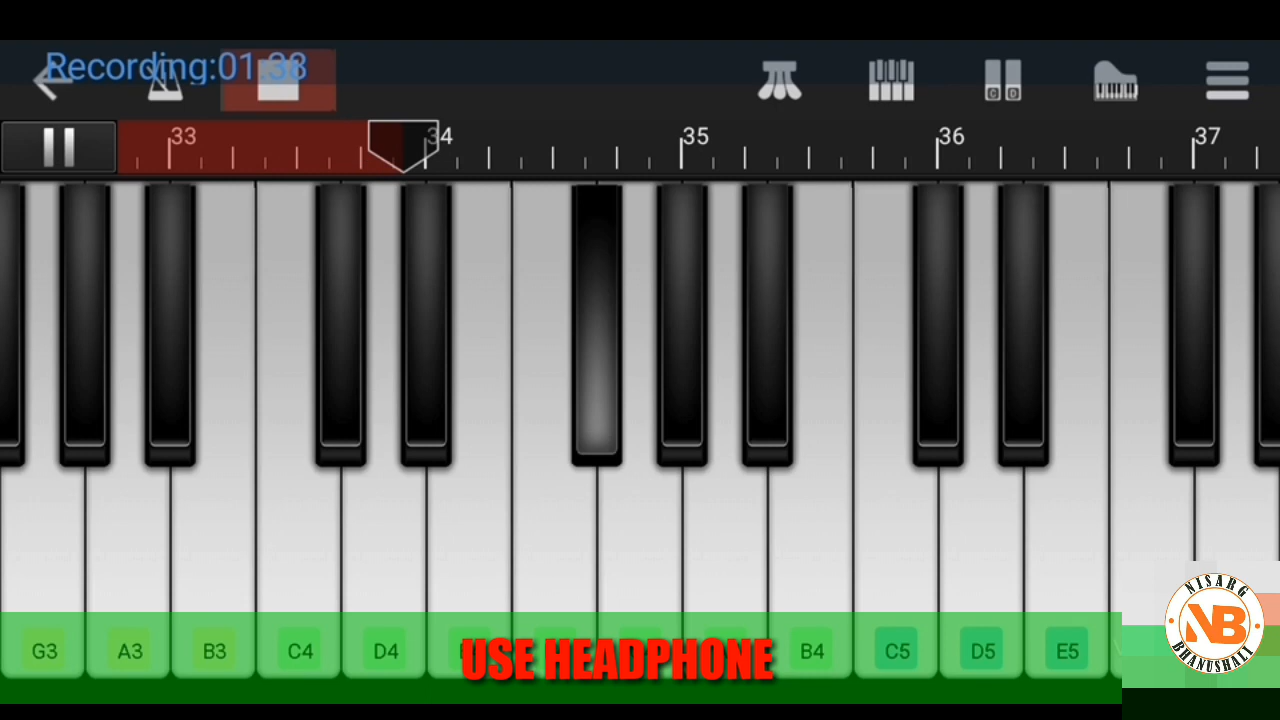 Recording:01:38
33 34 35 36 37
G3 A3 B3 C4 D4 B4 C5 D5 E5
USE HEADPHONE
NISARG
NB
BHANUSHALI
C D